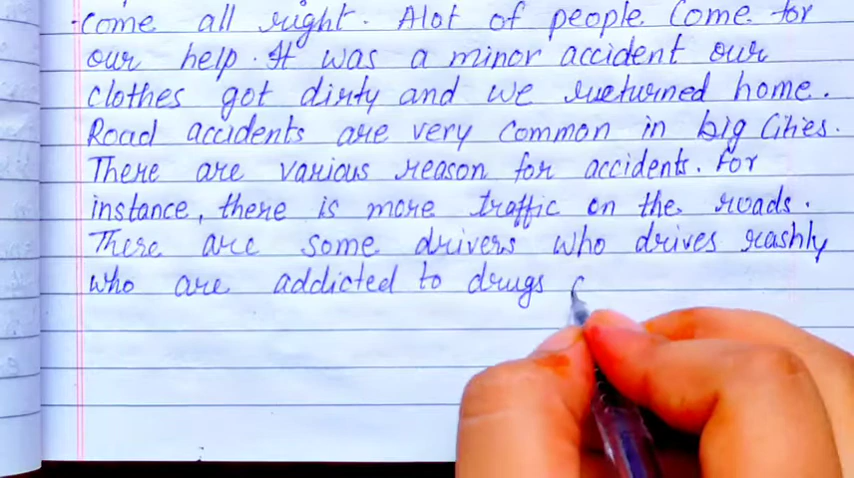 come all right. Alot of people. Come for
our help. It was a minor accident our
clothes got dirty and we returned home.
Road accidents are very common in big Cities.
There are various reason for accidents. For
instance, there is more traffic on the roads.
There are some drivers who drives rashly
who are addicted to drugs